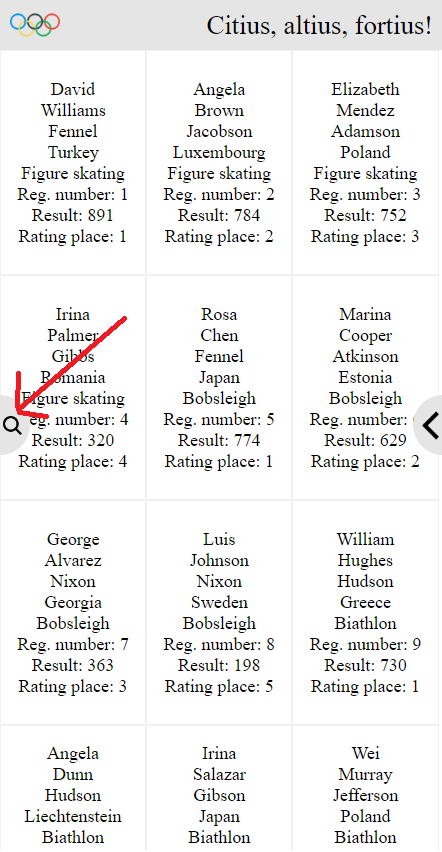 Citius, altius, fortius!
David
Williams
Fennel
Turkey
Figure skating
Reg. number: 1
Result: 891
Rating place: 1
Angela
Brown
Jacobson
Luxembourg
Figure skating
Reg. number: 2
Result: 784
Rating place: 2
Elizabeth
Mendez
Adamson
Poland
Figure skating
Reg. number: 3
Result: 752
Rating place: 3
Irina
Palmer
Gibbs
Romania
Figure skating
Reg. number: 4
Result: 320
Rating place: 4
Rosa
Chen
Fennel
Japan
Bobsleigh
Reg. number: 5
Result: 774
Rating place: 1
Marina
Cooper
Atkinson
Estonia
Bobsleigh
Reg. number:
Result: 629
Rating place: 2
George
Alvarez
Nixon
Georgia
Bobsleigh
Reg. number: 7
Result: 363
Rating place: 3
Luis
Johnson
Nixon
Sweden
Bobsleigh
Reg. number: 8
Result: 198
Rating place: 5
William
Hughes
Hudson
Greece
Biathlon
Reg. number: 9
Result: 730
Rating place: 1
Angela
Dunn
Hudson
Liechtenstein
Biathlon
Irina
Salazar
Gibson
Japan
Biathlon
Wei
Murray
Jefferson
Poland
Biathlon